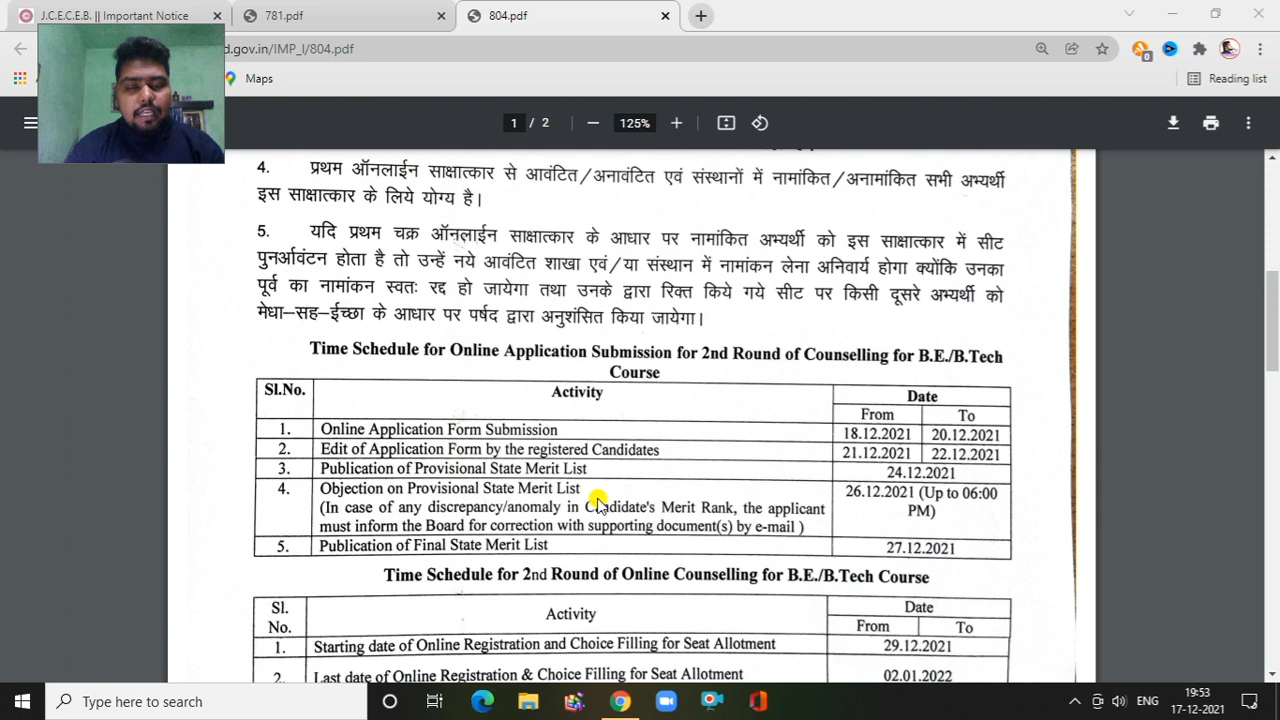 J.C.E.C.E.B. || Important Notice
781.pdf
804.pdf
d.gov.in/IMP_I/804.pdf
0
Maps
Reading list
1 / 2
125%
4. प्रथम ऑनलाईन साक्षात्कार से आवंटित/अनावंटित एवं संस्थानों में नामांकित/अनामांकित सभी अभ्यर्थी
इस साक्षात्कार के लिये योग्य है।
5. यदि प्रथम चक्र ऑनलाईन साक्षात्कार के आधार पर नामांकित अभ्यर्थी को इस साक्षात्कार में सीट
पुनर्आवंटन होता है तो उन्हें नये आवंटित शाखा एवं/या संस्थान में नामांकन लेना अनिवार्य होगा क्योंकि उनका
पूर्व का नामांकन स्वतः रद्द हो जायेगा तथा उनके द्वारा रिक्त किये गये सीट पर किसी दूसरे अभ्यर्थी को
मेधा–सह–ईच्छा के आधार पर पर्षद द्वारा अनुशंसित किया जायेगा।
Time Schedule for Online Application Submission for 2nd Round of Counselling for B.E./B.Tech
Course
Sl.No. Activity Date
From To
1. Online Application Form Submission 18.12.2021 20.12.2021
2. Edit of Application Form by the registered Candidates 21.12.2021 22.12.2021
3. Publication of Provisional State Merit List 24.12.2021
4. Objection on Provisional State Merit List 26.12.2021 (Up to 06:00
(In case of any discrepancy/anomaly in Candidate's Merit Rank, the applicant PM)
must inform the Board for correction with supporting document(s) by e-mail )
5. Publication of Final State Merit List 27.12.2021
Time Schedule for 2nd Round of Online Counselling for B.E./B.Tech Course
Sl. Activity Date
No. From To
1. Starting date of Online Registration and Choice Filling for Seat Allotment 29.12.2021
2. Last date of Online Registration & Choice Filling for Seat Allotment 02.01.2022
Type here to search
ENG
19:53
17-12-2021